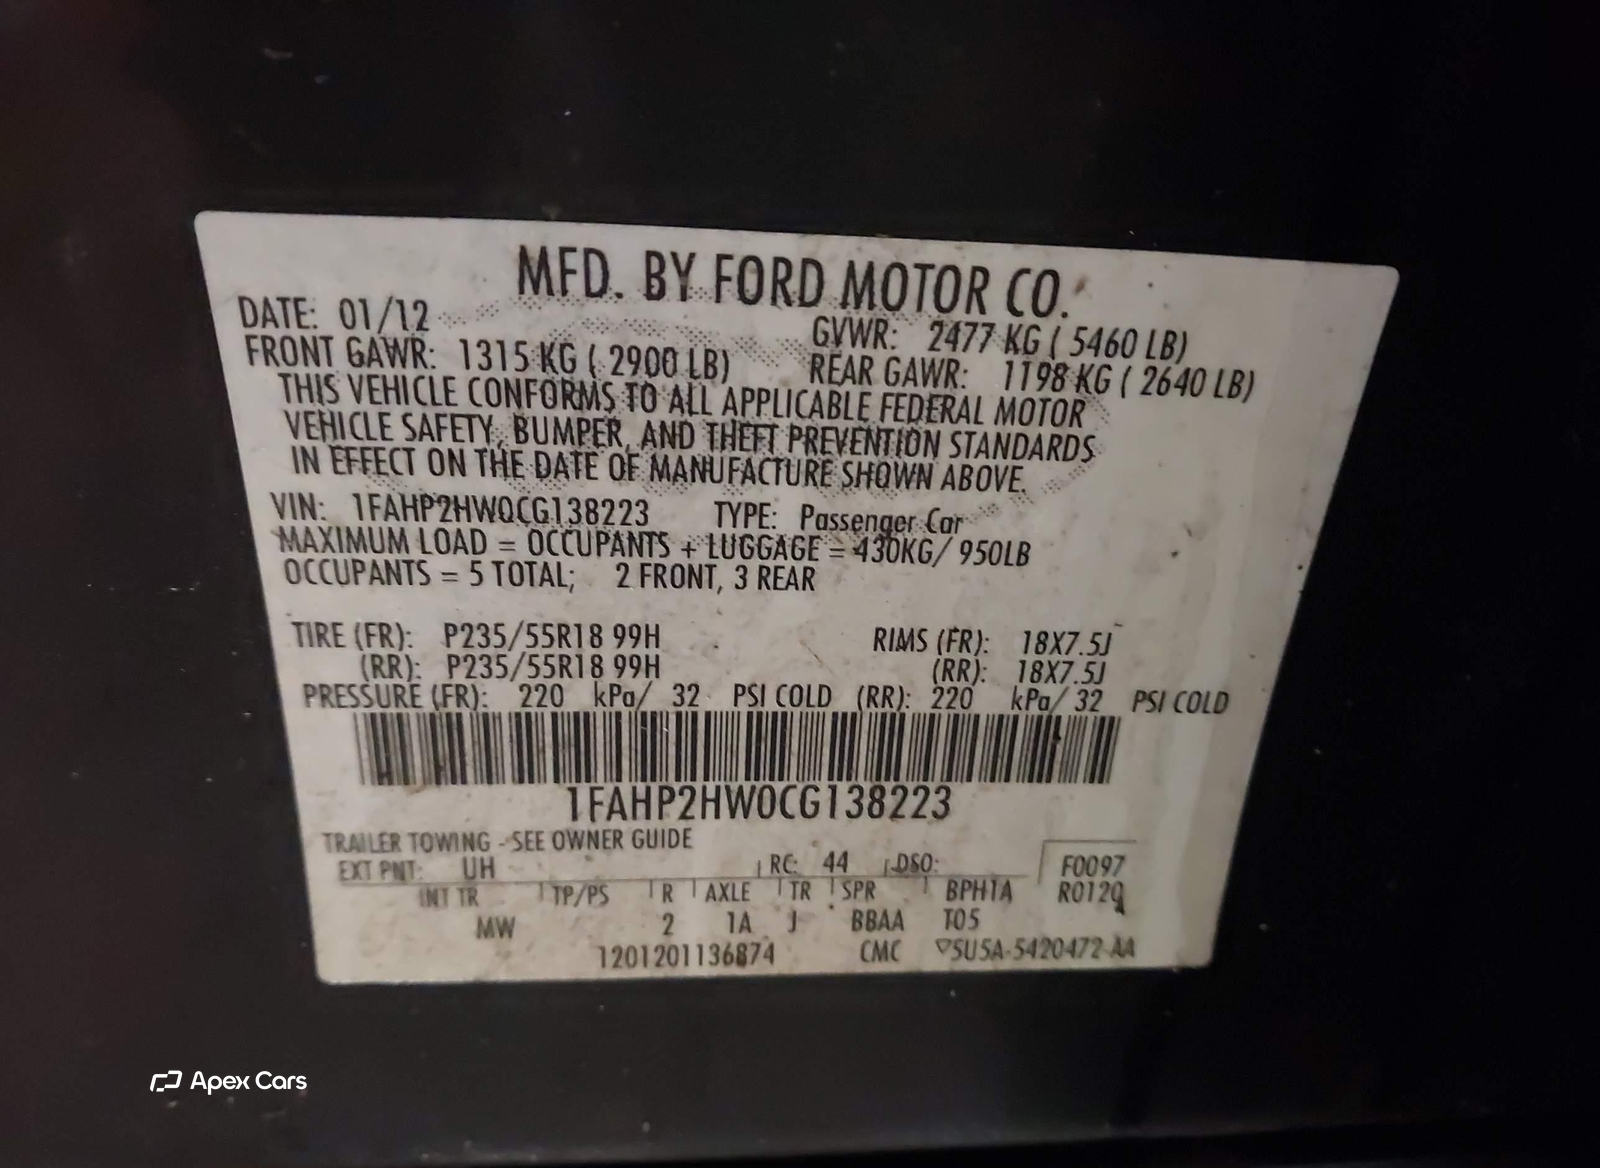 MFD. BY FORD MOTOR CO.
DATE: 01/12 GVWR: 2477 KG ( 5460 LB)
FRONT GAWR: 1315 KG ( 2900 LB) REAR GAWR: 1198 KG ( 2640 LB)
THIS VEHICLE CONFORMS TO ALL APPLICABLE FEDERAL MOTOR
VEHICLE SAFETY, BUMPER, AND THEFT PREVENTION STANDARDS
IN EFFECT ON THE DATE OF MANUFACTURE SHOWN ABOVE.
VIN: 1FAHP2HW0CG138223 TYPE: Passenger Car
MAXIMUM LOAD = OCCUPANTS + LUGGAGE = 430KG/ 950LB
OCCUPANTS = 5 TOTAL; 2 FRONT, 3 REAR
TIRE (FR): P235/55R18 99H RIMS (FR): 18X7.5J
(RR): P235/55R18 99H (RR): 18X7.5J
PRESSURE (FR): 220 kPa/ 32 PSI COLD (RR): 220 kPa/ 32 PSI COLD
1FAHP2HW0CG138223
TRAILER TOWING - SEE OWNER GUIDE
EXT PNT: UH RC: 44 DSO: F0097
INT TR TP/PS R AXLE TR SPR BPH1A R0120
MW 2 1A J BBAA T05
1201201136874 CMC ▽5U5A-5420472-AA
Apex Cars